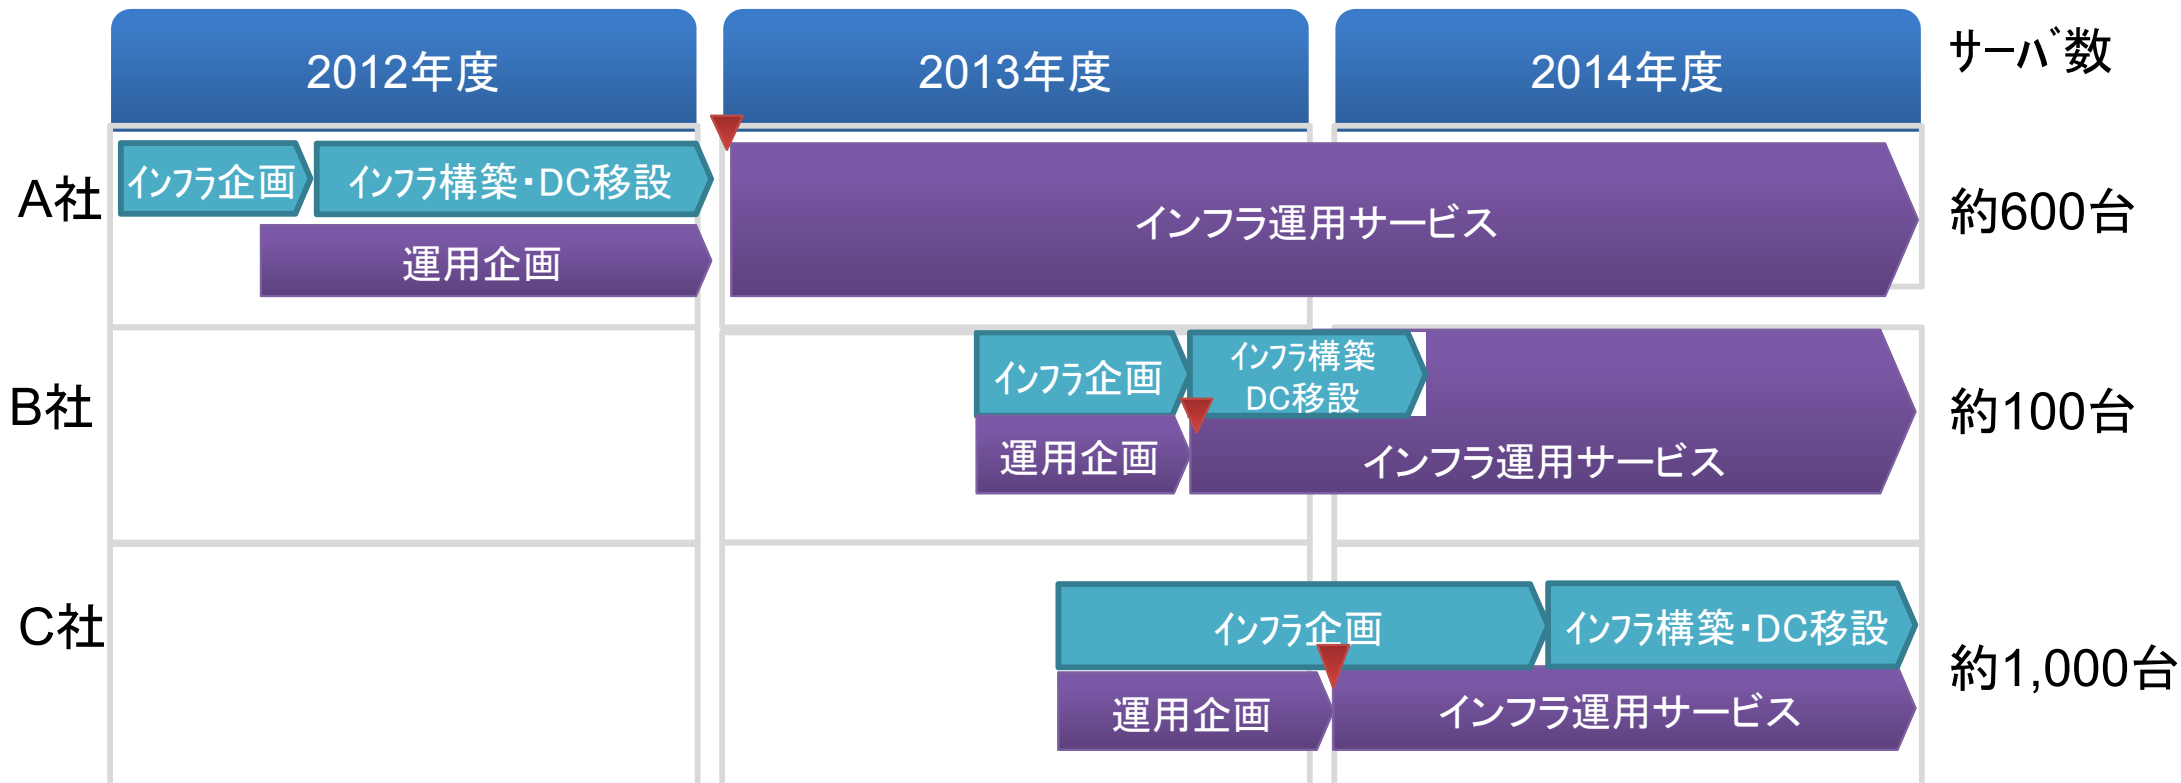 2012年度
2013年度
2014年度
ｻｰﾊﾞ数
A社
ｲﾝﾌﾗ企画
ｲﾝﾌﾗ構築･DC移設
運用企画
インフラ運用サービス
約600台
B社
ｲﾝﾌﾗ企画
ｲﾝﾌﾗ構築
DC移設
運用企画
インフラ運用サービス
約100台
C社
ｲﾝﾌﾗ企画
ｲﾝﾌﾗ構築･DC移設
運用企画
インフラ運用サービス
約1,000台